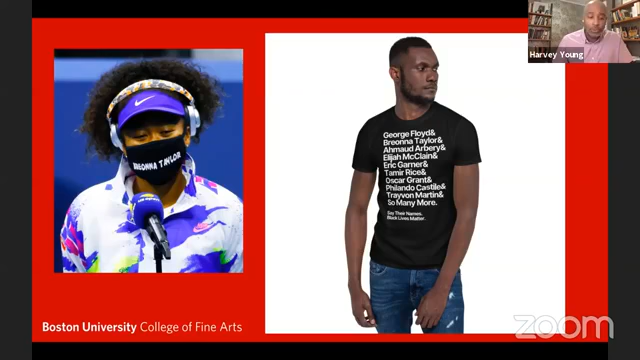 Harvey Young
BREONNA TAYLOR
George Floyd&
Breonna Taylor&
Ahmaud Arbery&
Elijah McClain&
Eric Garner&
Tamir Rice&
Oscar Grant&
Philando Castile&
Trayvon Martin&
So Many More.
Say Their Names.
Black Lives Matter.
Boston University College of Fine Arts
zoom